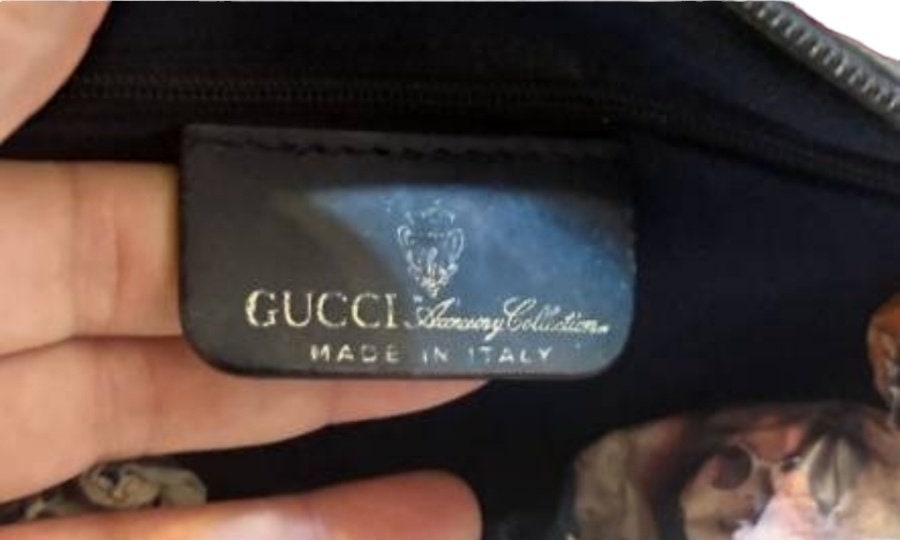 GUCCI Accessory Collection
MADE IN ITALY